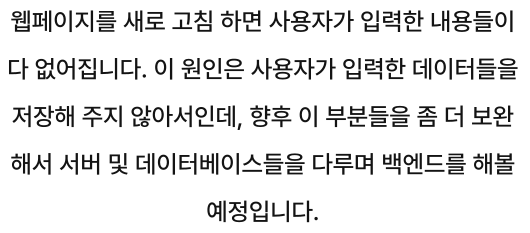 웹페이지를 새로 고침 하면 사용자가 입력한 내용들이
다 없어집니다. 이 원인은 사용자가 입력한 데이터들을
저장해 주지 않아서인데, 향후 이 부분들을 좀 더 보완
해서 서버 및 데이터베이스들을 다루며 백엔드를 해볼
예정입니다.